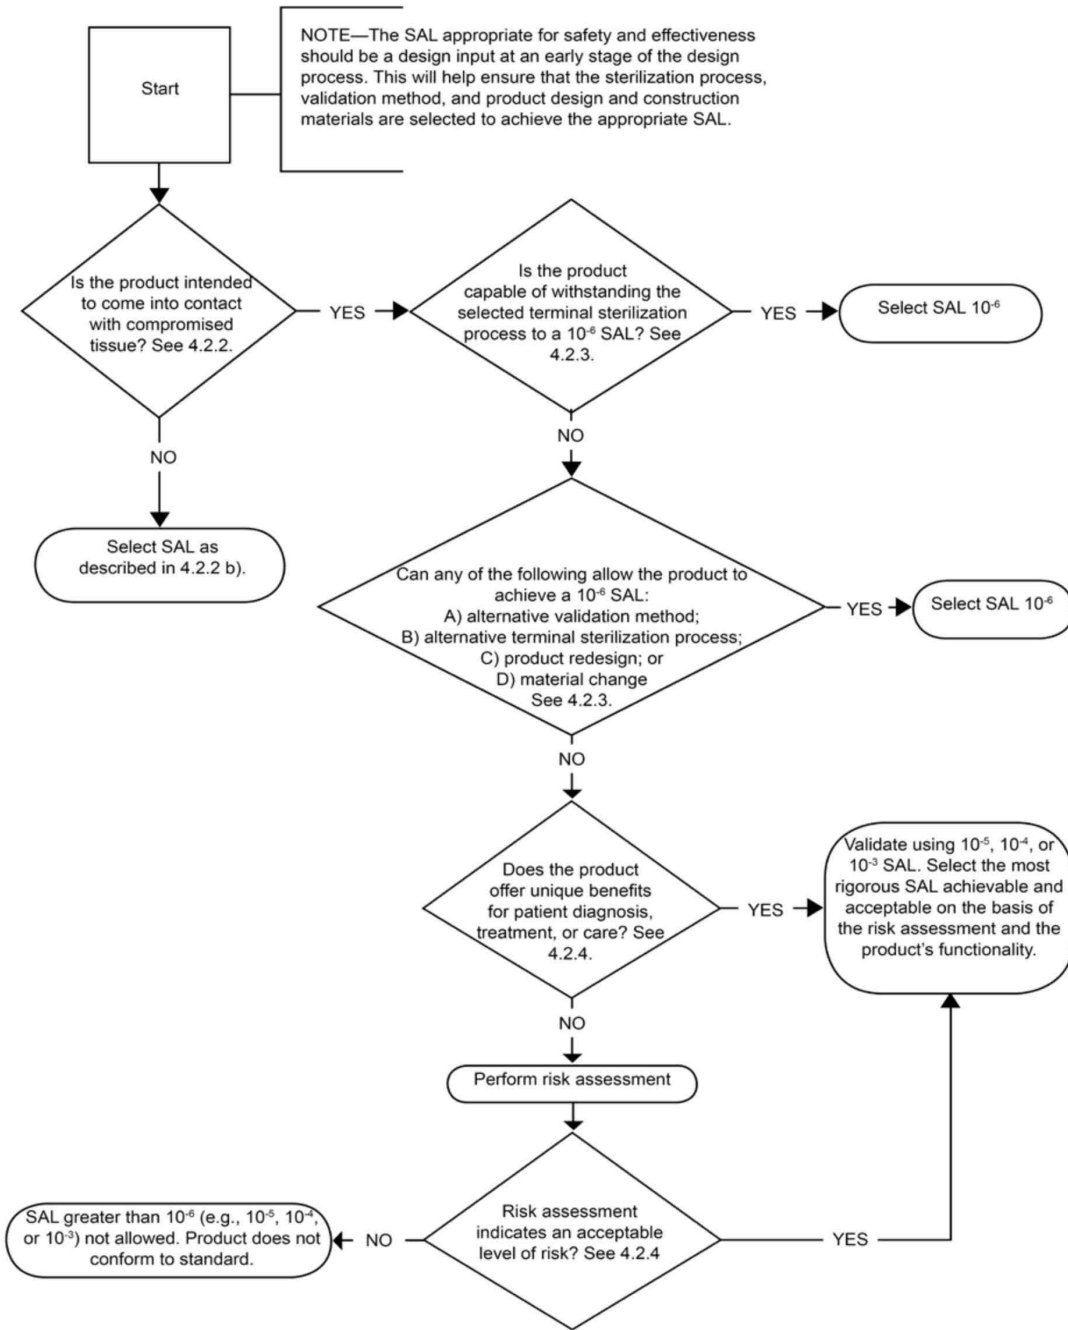 Start
NOTE—The SAL appropriate for safety and effectiveness
should be a design input at an early stage of the design
process. This will help ensure that the sterilization process,
validation method, and product design and construction
materials are selected to achieve the appropriate SAL.
Is the product intended
to come into contact
with compromised
tissue? See 4.2.2.
YES
Is the product
capable of withstanding the
selected terminal sterilization
process to a 10⁻⁶ SAL? See
4.2.3.
YES
Select SAL 10⁻⁶
NO
NO
Select SAL as
described in 4.2.2 b).
Can any of the following allow the product to
achieve a 10⁻⁶ SAL:
A) alternative validation method;
B) alternative terminal sterilization process;
C) product redesign; or
D) material change
See 4.2.3.
YES
Select SAL 10⁻⁶
NO
Does the product
offer unique benefits
for patient diagnosis,
treatment, or care? See
4.2.4.
YES
Validate using 10⁻⁵, 10⁻⁴, or
10⁻³ SAL. Select the most
rigorous SAL achievable and
acceptable on the basis of
the risk assessment and the
product's functionality.
NO
Perform risk assessment
Risk assessment
indicates an acceptable
level of risk? See 4.2.4
NO
SAL greater than 10⁻⁶ (e.g., 10⁻⁵, 10⁻⁴,
or 10⁻³) not allowed. Product does not
conform to standard.
YES